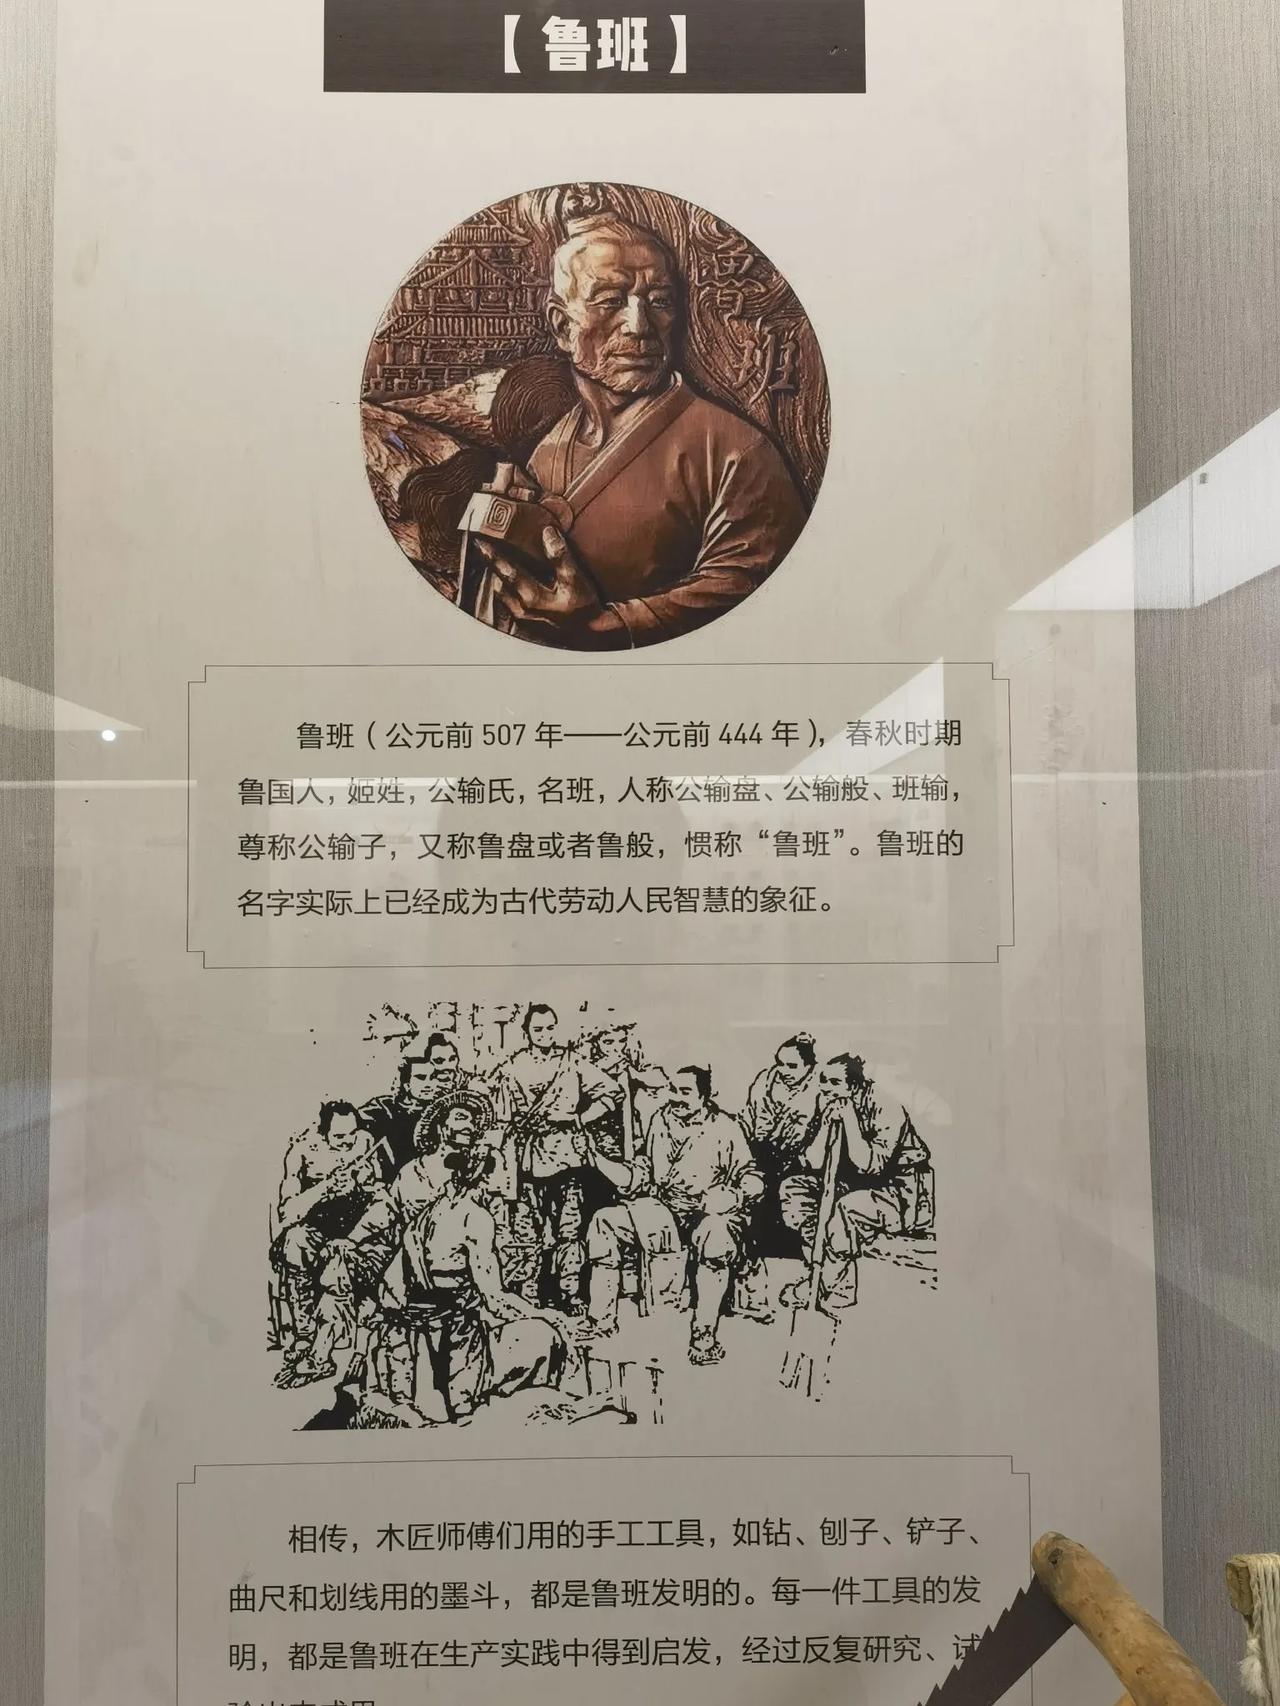 【鲁班】
鲁班
鲁班（公元前 507 年——公元前 444 年），春秋时期
鲁国人，姬姓，公输氏，名班，人称公输盘、公输般、班输，
尊称公输子，又称鲁盘或者鲁般，惯称“鲁班”。鲁班的
名字实际上已经成为古代劳动人民智慧的象征。
相传，木匠师傅们用的手工工具，如钻、刨子、铲子、
曲尺和划线用的墨斗，都是鲁班发明的。每一件工具的发
明，都是鲁班在生产实践中得到启发，经过反复研究、试